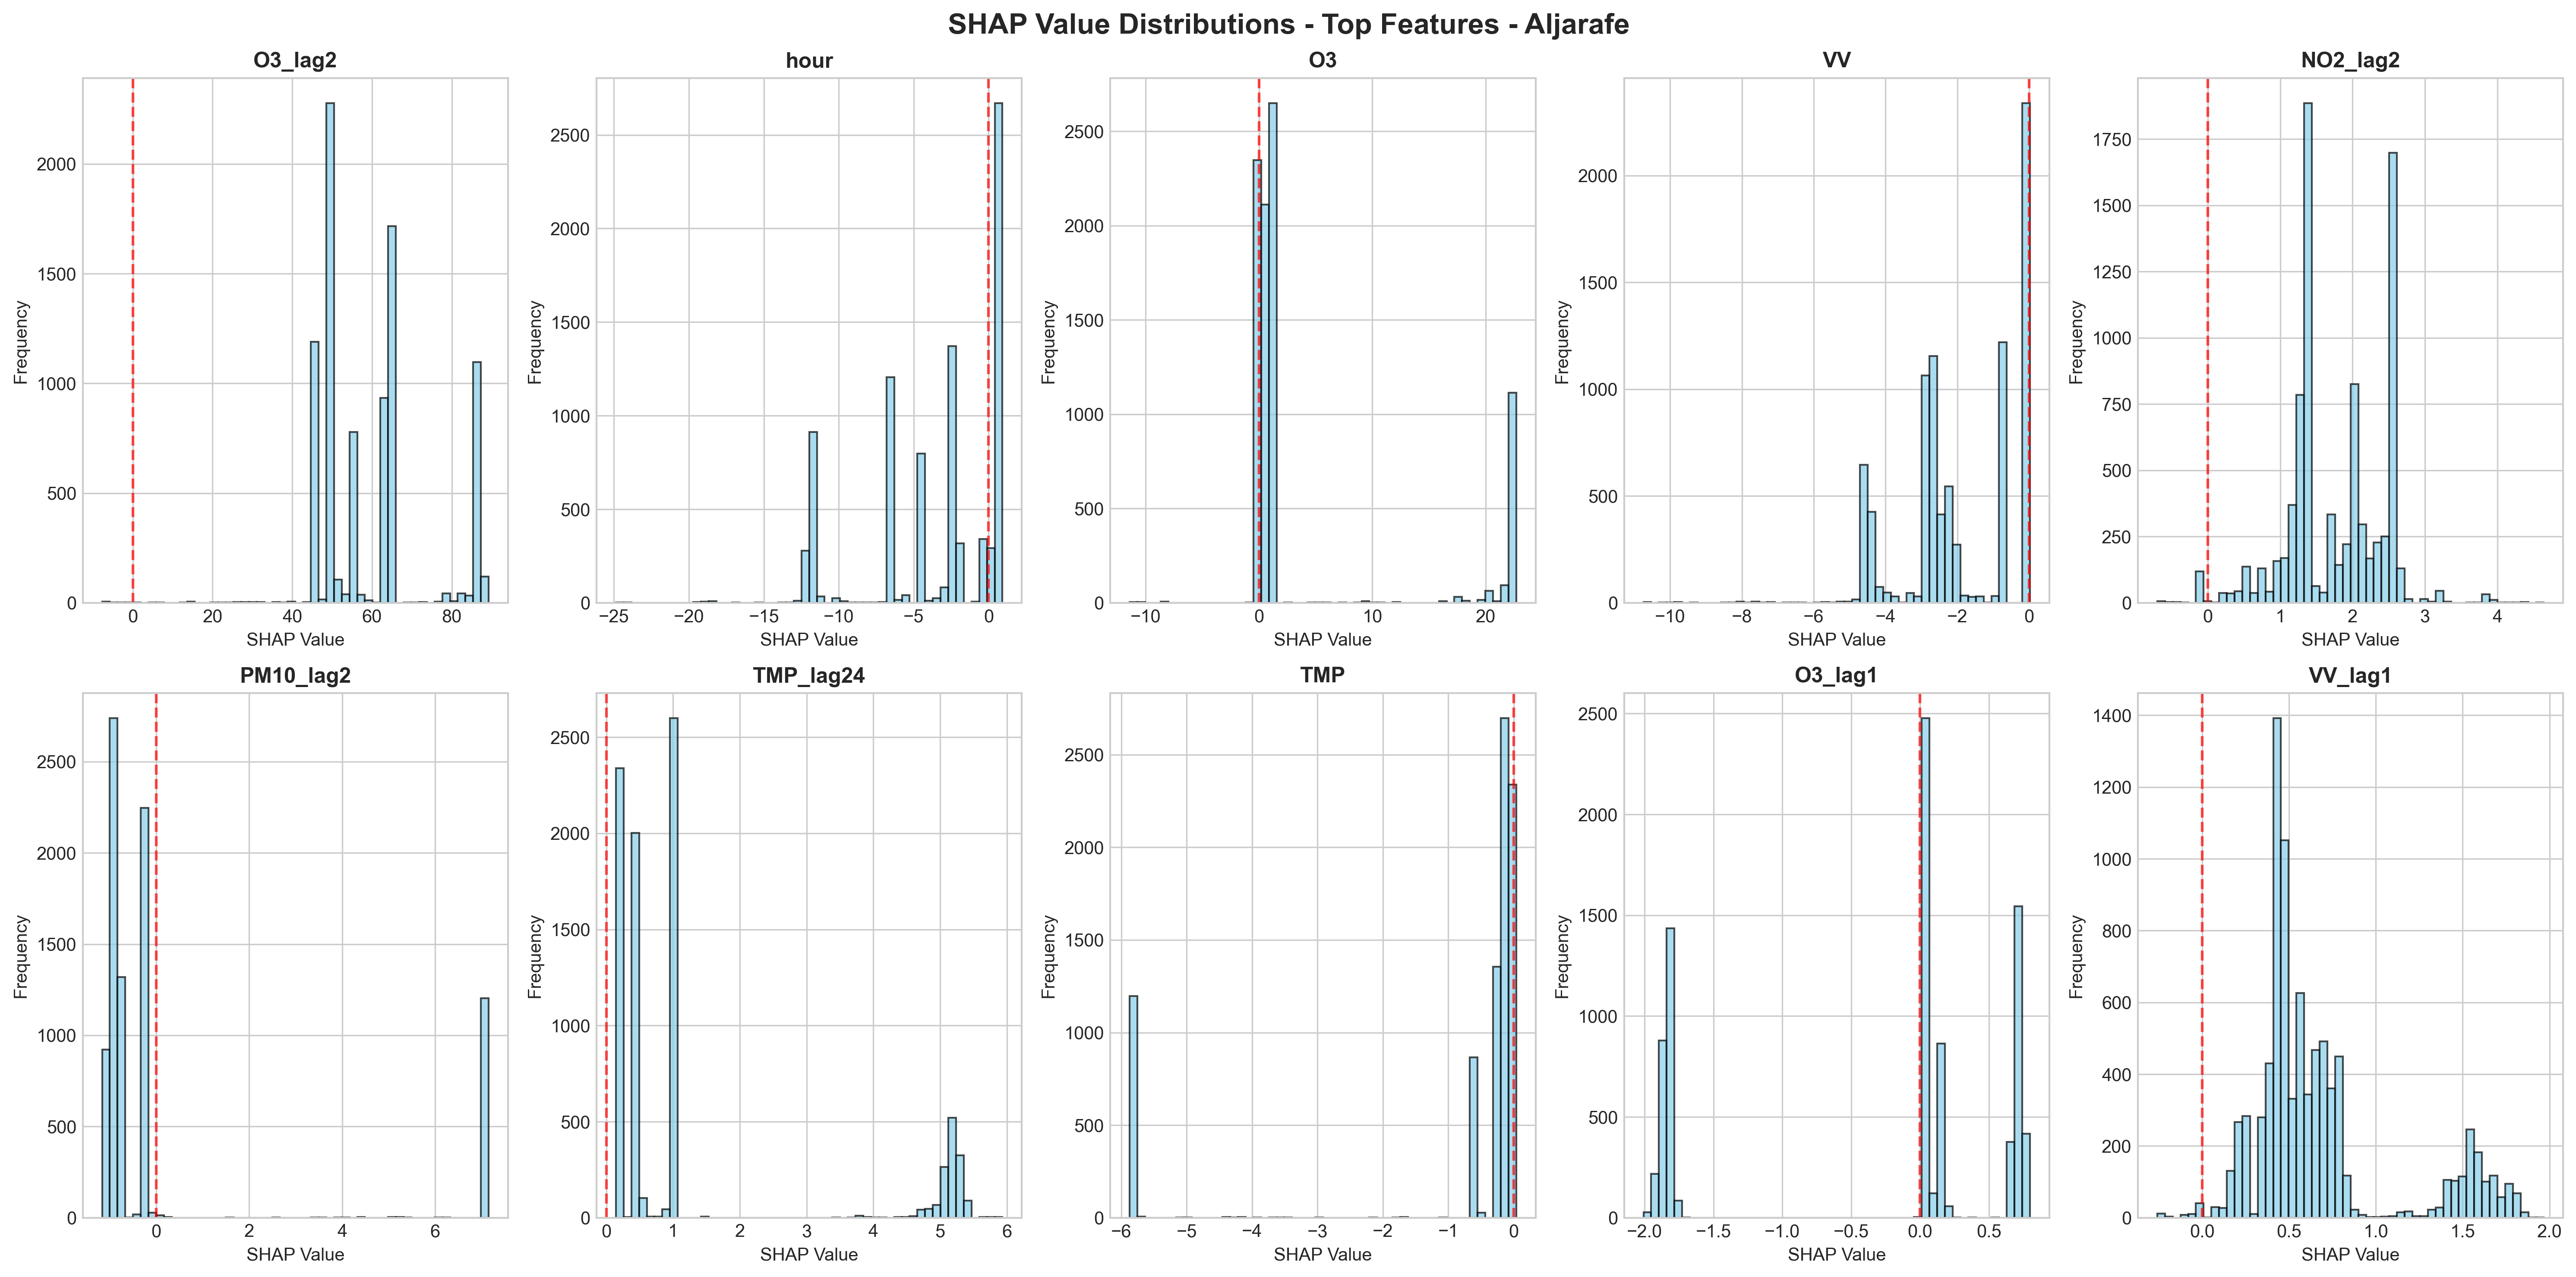 SHAP Value Distributions - Top Features - Aljarafe
O3_lag2
Frequency
2000
1500
1000
500
0
0 20 40 60 80
SHAP Value
hour
Frequency
2500
2000
1500
1000
500
0
−25 −20 −15 −10 −5 0
SHAP Value
O3
Frequency
2500
2000
1500
1000
500
0
−10 0 10 20
SHAP Value
VV
Frequency
2000
1500
1000
500
0
−10 −8 −6 −4 −2 0
SHAP Value
NO2_lag2
Frequency
1750
1500
1250
1000
750
500
250
0
0 1 2 3 4
SHAP Value
PM10_lag2
Frequency
2500
2000
1500
1000
500
0
0 2 4 6
SHAP Value
TMP_lag24
Frequency
2500
2000
1500
1000
500
0
0 1 2 3 4 5 6
SHAP Value
TMP
Frequency
2500
2000
1500
1000
500
0
−6 −5 −4 −3 −2 −1 0
SHAP Value
O3_lag1
Frequency
2500
2000
1500
1000
500
0
−2.0 −1.5 −1.0 −0.5 0.0 0.5
SHAP Value
VV_lag1
Frequency
1400
1200
1000
800
600
400
200
0
0.0 0.5 1.0 1.5 2.0
SHAP Value